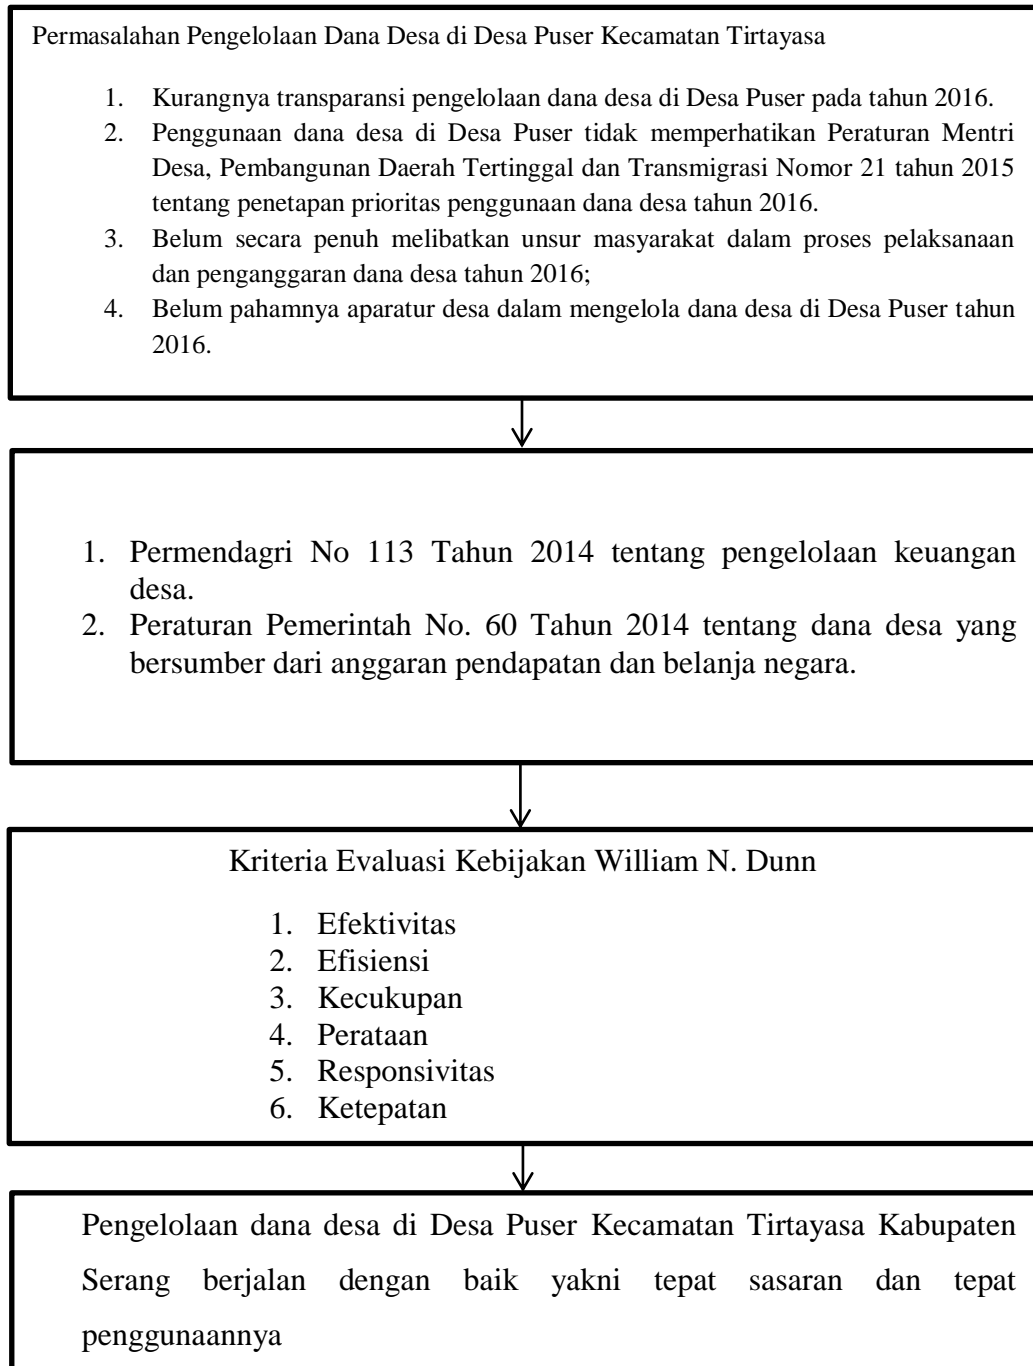 Permasalahan Pengelolaan Dana Desa di Desa Puser Kecamatan Tirtayasa
1. Kurangnya transparansi pengelolaan dana desa di Desa Puser pada tahun 2016.
2. Penggunaan dana desa di Desa Puser tidak memperhatikan Peraturan Mentri
Desa, Pembangunan Daerah Tertinggal dan Transmigrasi Nomor 21 tahun 2015
tentang penetapan prioritas penggunaan dana desa tahun 2016.
3. Belum secara penuh melibatkan unsur masyarakat dalam proses pelaksanaan
dan penganggaran dana desa tahun 2016;
4. Belum pahamnya aparatur desa dalam mengelola dana desa di Desa Puser tahun
2016.
1. Permendagri No 113 Tahun 2014 tentang pengelolaan keuangan
desa.
2. Peraturan Pemerintah No. 60 Tahun 2014 tentang dana desa yang
bersumber dari anggaran pendapatan dan belanja negara.
Kriteria Evaluasi Kebijakan William N. Dunn
1. Efektivitas
2. Efisiensi
3. Kecukupan
4. Perataan
5. Responsivitas
6. Ketepatan
Pengelolaan dana desa di Desa Puser Kecamatan Tirtayasa Kabupaten
Serang berjalan dengan baik yakni tepat sasaran dan tepat
penggunaannya